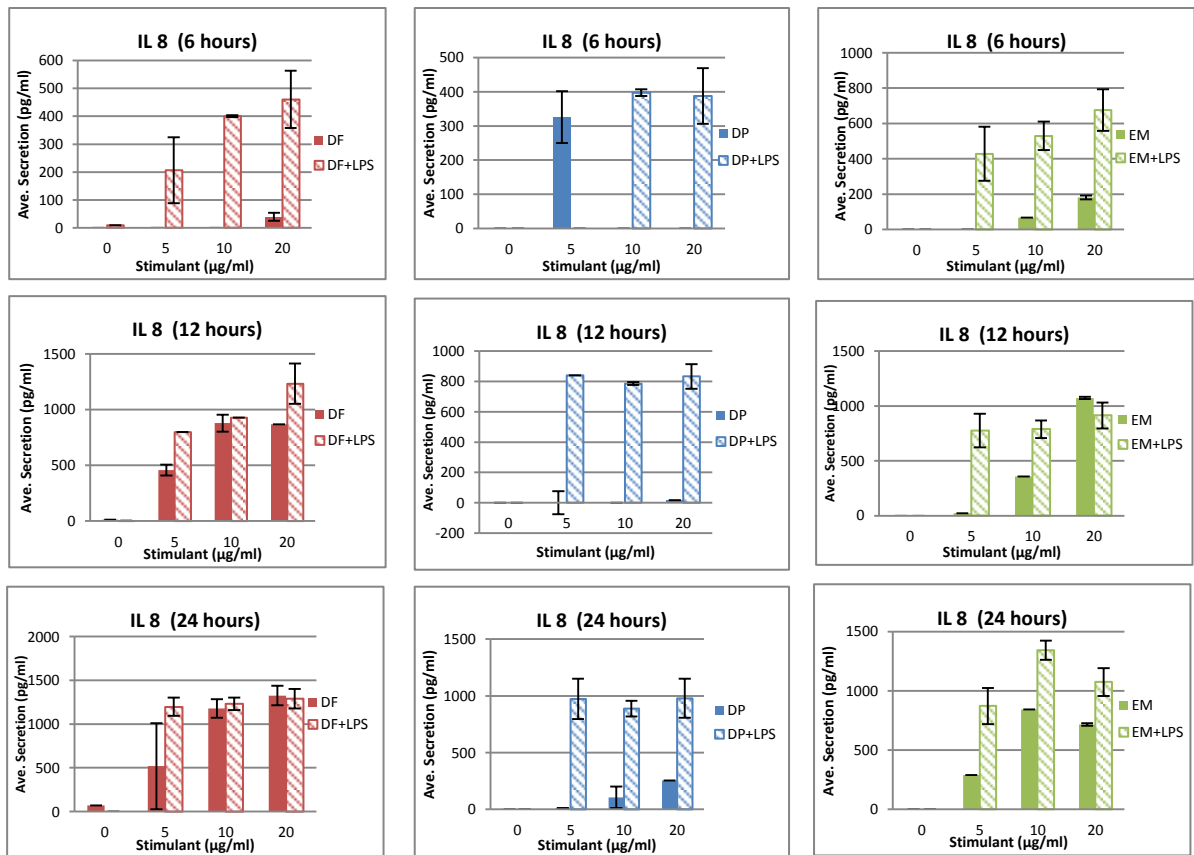 IL 8 (6 hours)
Ave. Secretion (pg/ml)
600
500
400
300
200
100
0
0 5 10 20
Stimulant (µg/ml)
DF
DF+LPS
IL 8 (6 hours)
Ave. Secretion (pg/ml)
500
400
300
200
100
0
0 5 10 20
Stimulant (µg/ml)
DP
DP+LPS
IL 8 (6 hours)
Ave. Secretion (pg/ml)
1000
800
600
400
200
0
0 5 10 20
Stimulant (µg/ml)
EM
EM+LPS
IL 8 (12 hours)
Ave. Secretion (pg/ml)
1500
1000
500
0
0 5 10 20
Stimulant (µg/ml)
DF
DF+LPS
IL 8 (12 hours)
Ave. Secretion (pg/ml)
1000
800
600
400
200
0
-200
0 5 10 20
Stimulant (µg/ml)
DP
DP+LPS
IL 8 (12 hours)
Ave. Secretion (pg/ml)
1500
1000
500
0
0 5 10 20
Stimulant (µg/ml)
EM
EM+LPS
IL 8 (24 hours)
Ave. Secretion (pg/ml)
2000
1500
1000
500
0
0 5 10 20
Stimulant (µg/ml)
DF
DF+LPS
IL 8 (24 hours)
Ave. Secretion (pg/ml)
1500
1000
500
0
0 5 10 20
Stimulant (µg/ml)
DP
DP+LPS
IL 8 (24 hours)
Ave. Secretion (pg/ml)
1500
1000
500
0
0 5 10 20
Stimulant (µg/ml)
EM
EM+LPS